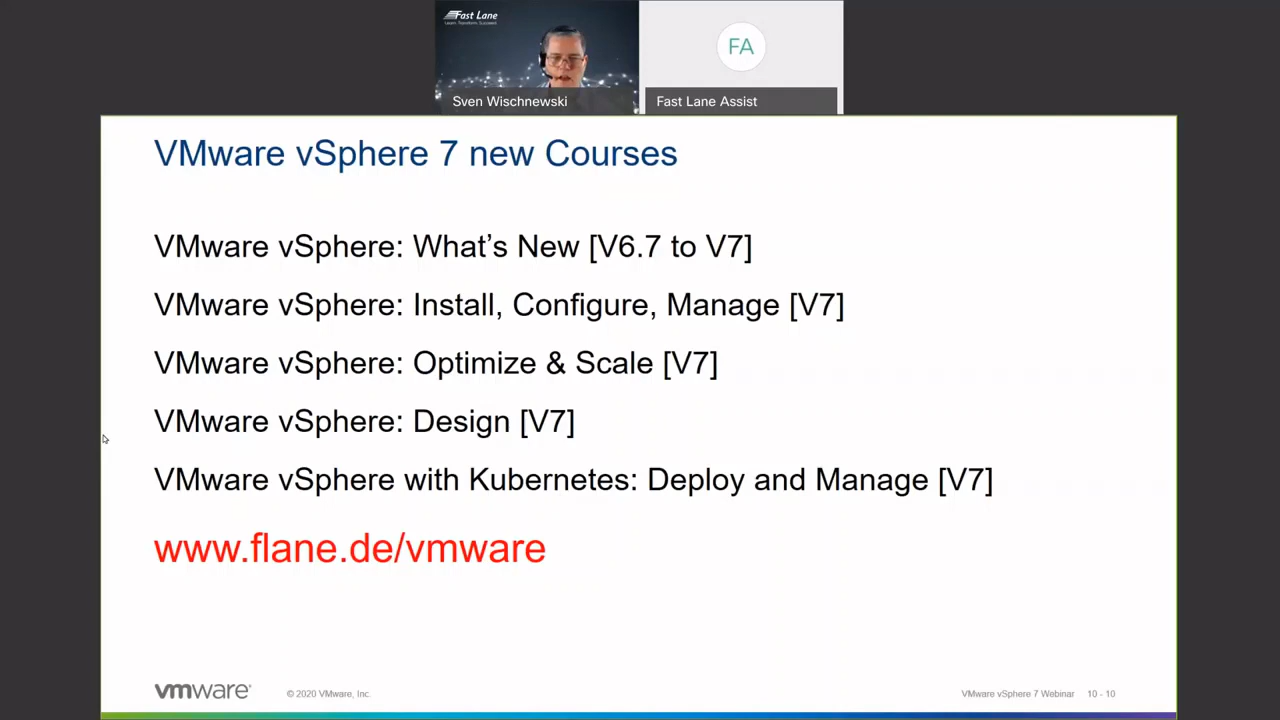 Fast Lane
Learn. Transform. Succeed.
FA
Sven Wischnewski
Fast Lane Assist
VMware vSphere 7 new Courses
VMware vSphere: What’s New [V6.7 to V7]
VMware vSphere: Install, Configure, Manage [V7]
VMware vSphere: Optimize & Scale [V7]
VMware vSphere: Design [V7]
VMware vSphere with Kubernetes: Deploy and Manage [V7]
www.flane.de/vmware
vmware
© 2020 VMware, Inc.
VMware vSphere 7 Webinar 10 - 10